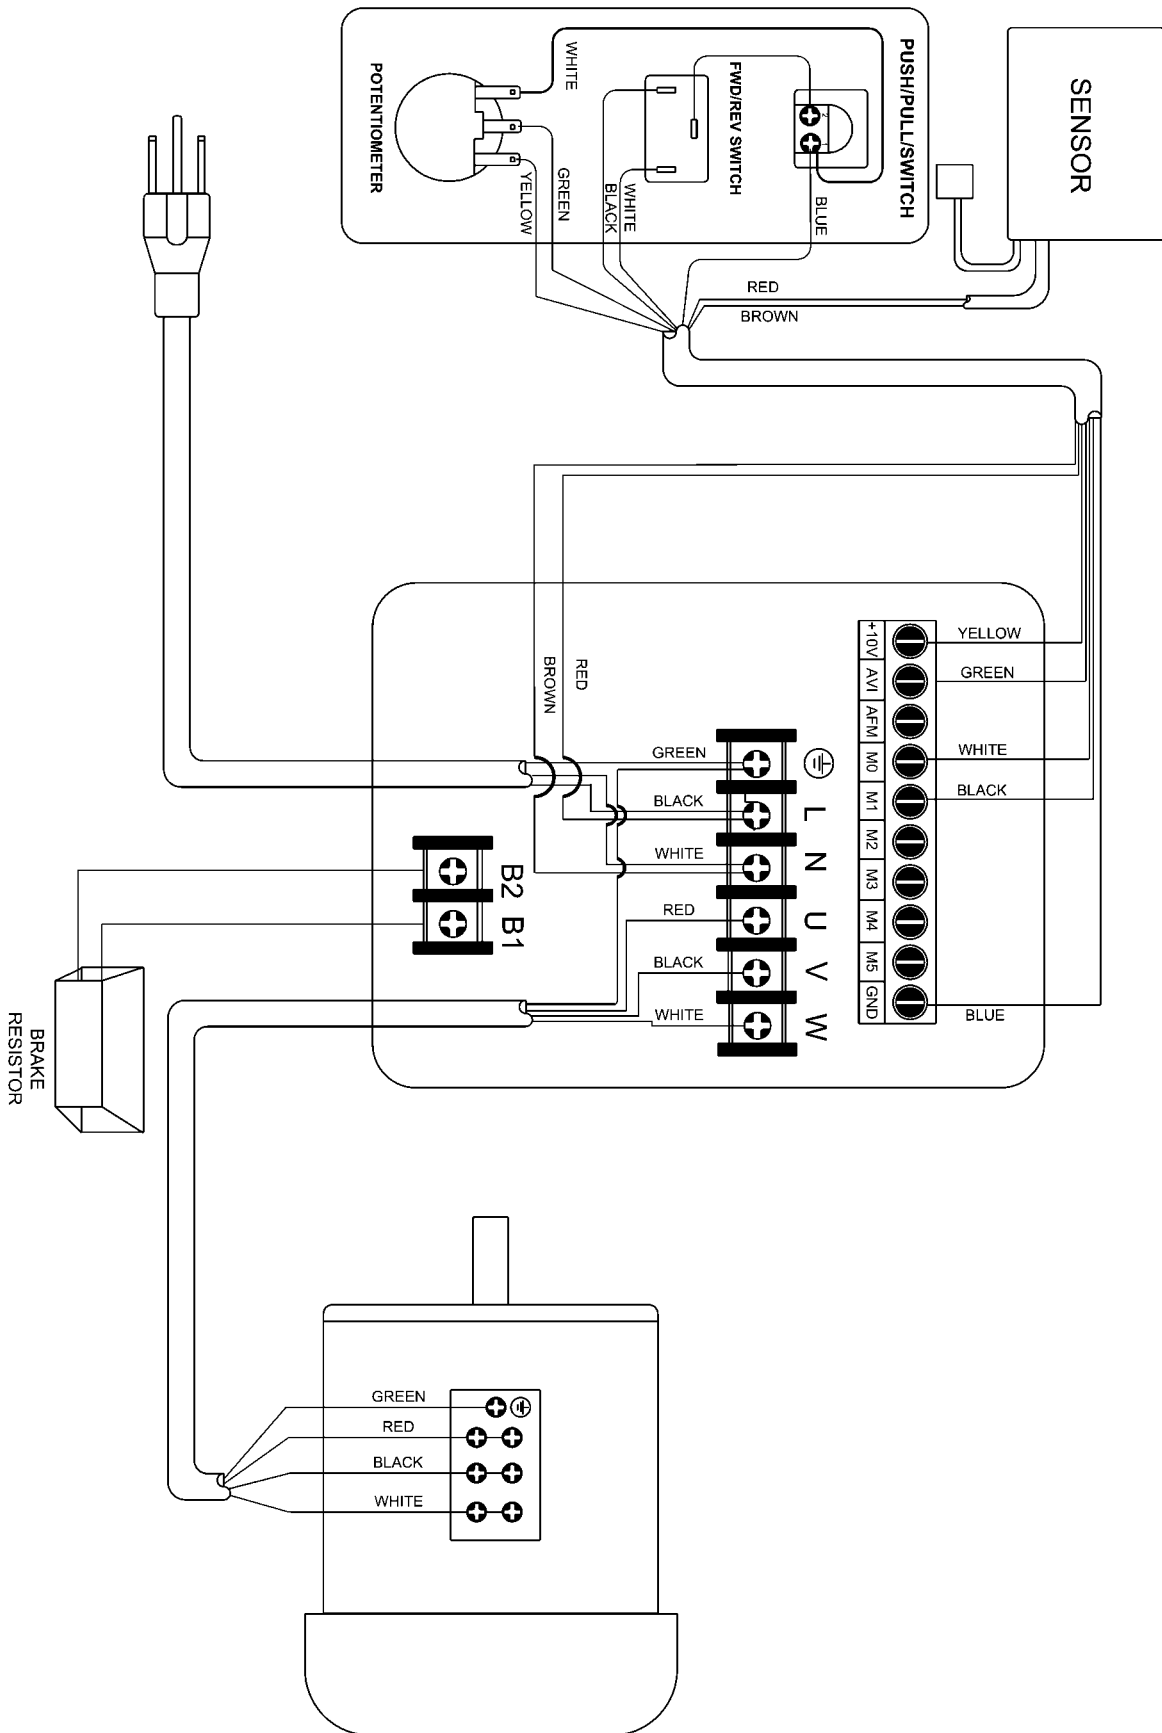 PUSH/PULL/SWITCH
FWD/REV SWITCH
POTENTIOMETER
WHITE
GREEN
YELLOW
WHITE
BLACK
BLUE
SENSOR
RED
BROWN
2
1
+10V
AVI
AFM
M0
M1
M2
M3
M4
M5
GND
YELLOW
GREEN
WHITE
BLACK
BLUE
RED
BROWN
GREEN
BLACK
WHITE
RED
BLACK
WHITE
L
N
U
V
W
B2
B1
BRAKE
RESISTOR
GREEN
RED
BLACK
WHITE